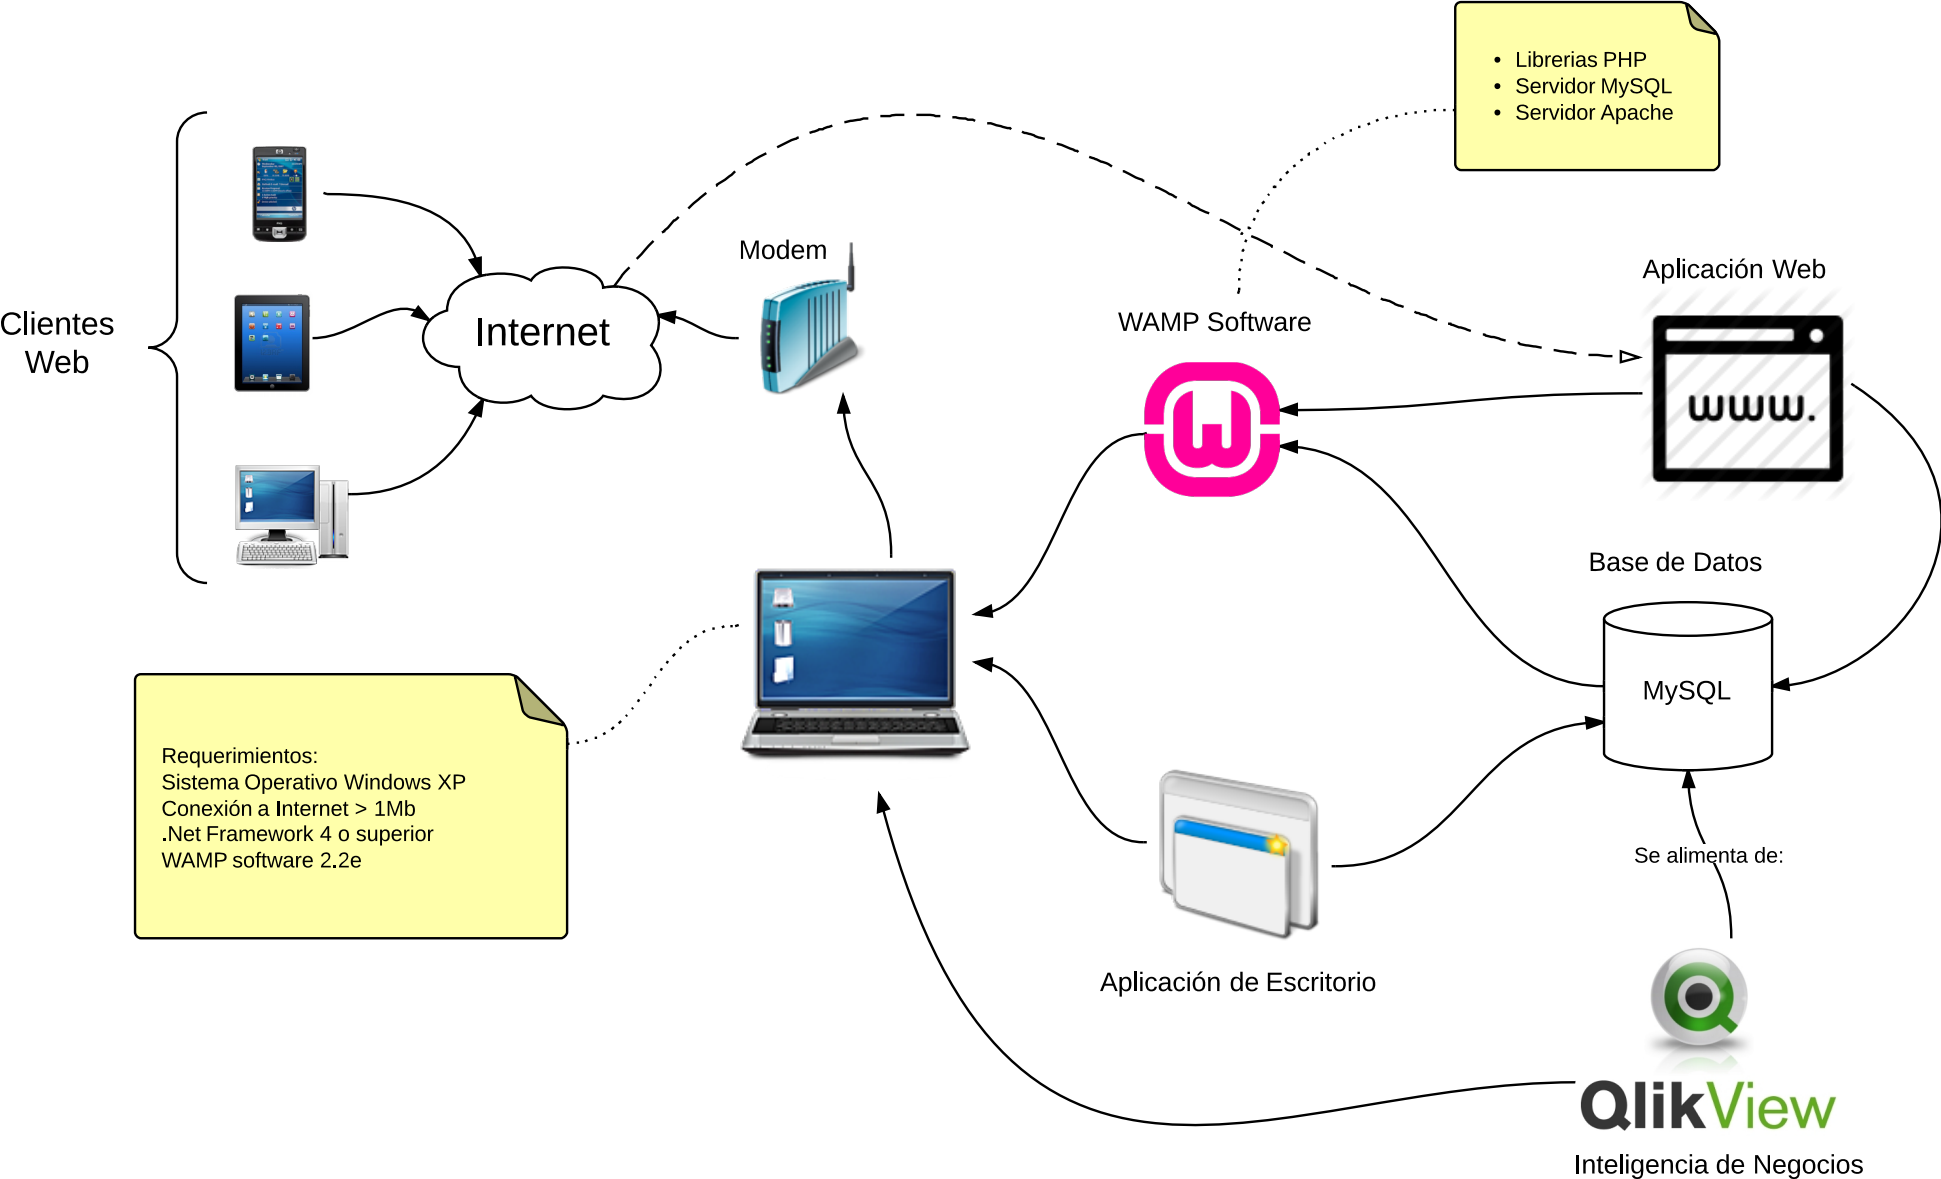 Librerias PHP
Servidor MySQL
Servidor Apache
Modem
Aplicación Web
Clientes
Web
Internet
WAMP Software
www.
Base de Datos
MySQL
Requerimientos:
Sistema Operativo Windows XP
Conexión a Internet > 1Mb
.Net Framework 4 o superior
WAMP software 2.2e
Se alimenta de:
Aplicación de Escritorio
QlikView
Inteligencia de Negocios